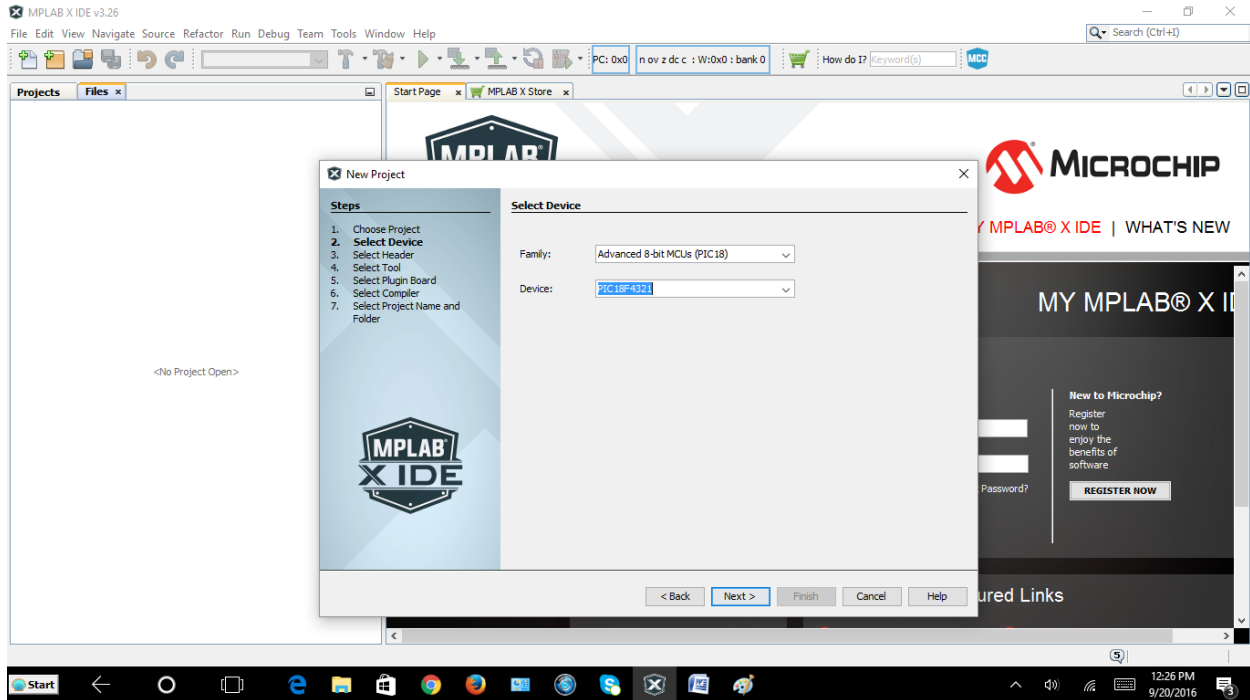 MPLAB X IDE v3.26
File Edit View Navigate Source Refactor Run Debug Team Tools Window Help
Search (Ctrl+I)
PC: 0x0
n ov z dc c : W:0x0 : bank 0
How do I?
Keyword(s)
MCC
Projects
Files
Start Page
MPLAB X Store
MPLAB
MICROCHIP
MY MPLAB® X IDE | WHAT'S NEW
<No Project Open>
New Project
Steps
1. Choose Project
2. Select Device
3. Select Header
4. Select Tool
5. Select Plugin Board
6. Select Compiler
7. Select Project Name and
Folder
MPLAB
X IDE
Select Device
Family: Advanced 8-bit MCUs (PIC18)
Device: PIC18F4321
< Back
Next >
Finish
Cancel
Help
MY MPLAB® X
New to Microchip?
Register
now to
enjoy the
benefits of
software
Password?
REGISTER NOW
ured Links
5
Start
12:26 PM
9/20/2016
3